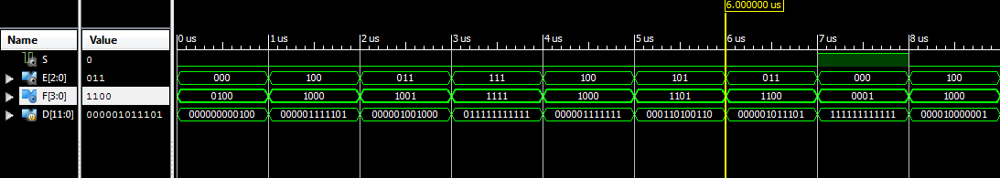 6.000000 us
Name Value 0 us 1 us 2 us 3 us 4 us 5 us 6 us 7 us 8 us
S 0
E[2:0] 011 000 100 011 111 100 101 011 000 100
F[3:0] 1100 0100 1000 1001 1111 1000 1101 1100 0001 1000
D[11:0] 000001011101 000000000100 000001111101 000001001000 011111111111 000001111111 000110100110 000001011101 111111111111 000010000001